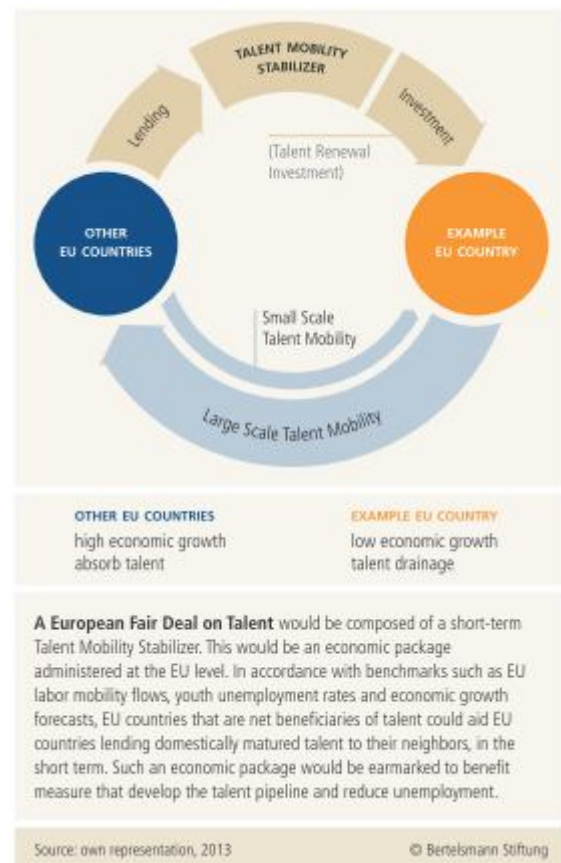 TALENT MOBILITY
STABILIZER
Lending
Investment
(Talent Renewal
Investment)
OTHER
EU COUNTRIES
EXAMPLE
EU COUNTRY
Small Scale
Talent Mobility
Large Scale Talent Mobility
OTHER EU COUNTRIES
high economic growth
absorb talent
EXAMPLE EU COUNTRY
low economic growth
talent drainage
A European Fair Deal on Talent would be composed of a short-term
Talent Mobility Stabilizer. This would be an economic package
administered at the EU level. In accordance with benchmarks such as EU
labor mobility flows, youth unemployment rates and economic growth
forecasts, EU countries that are net beneficiaries of talent could aid EU
countries lending domestically matured talent to their neighbors, in the
short term. Such an economic package would be earmarked to benefit
measure that develop the talent pipeline and reduce unemployment.
Source: own representation, 2013
© Bertelsmann Stiftung